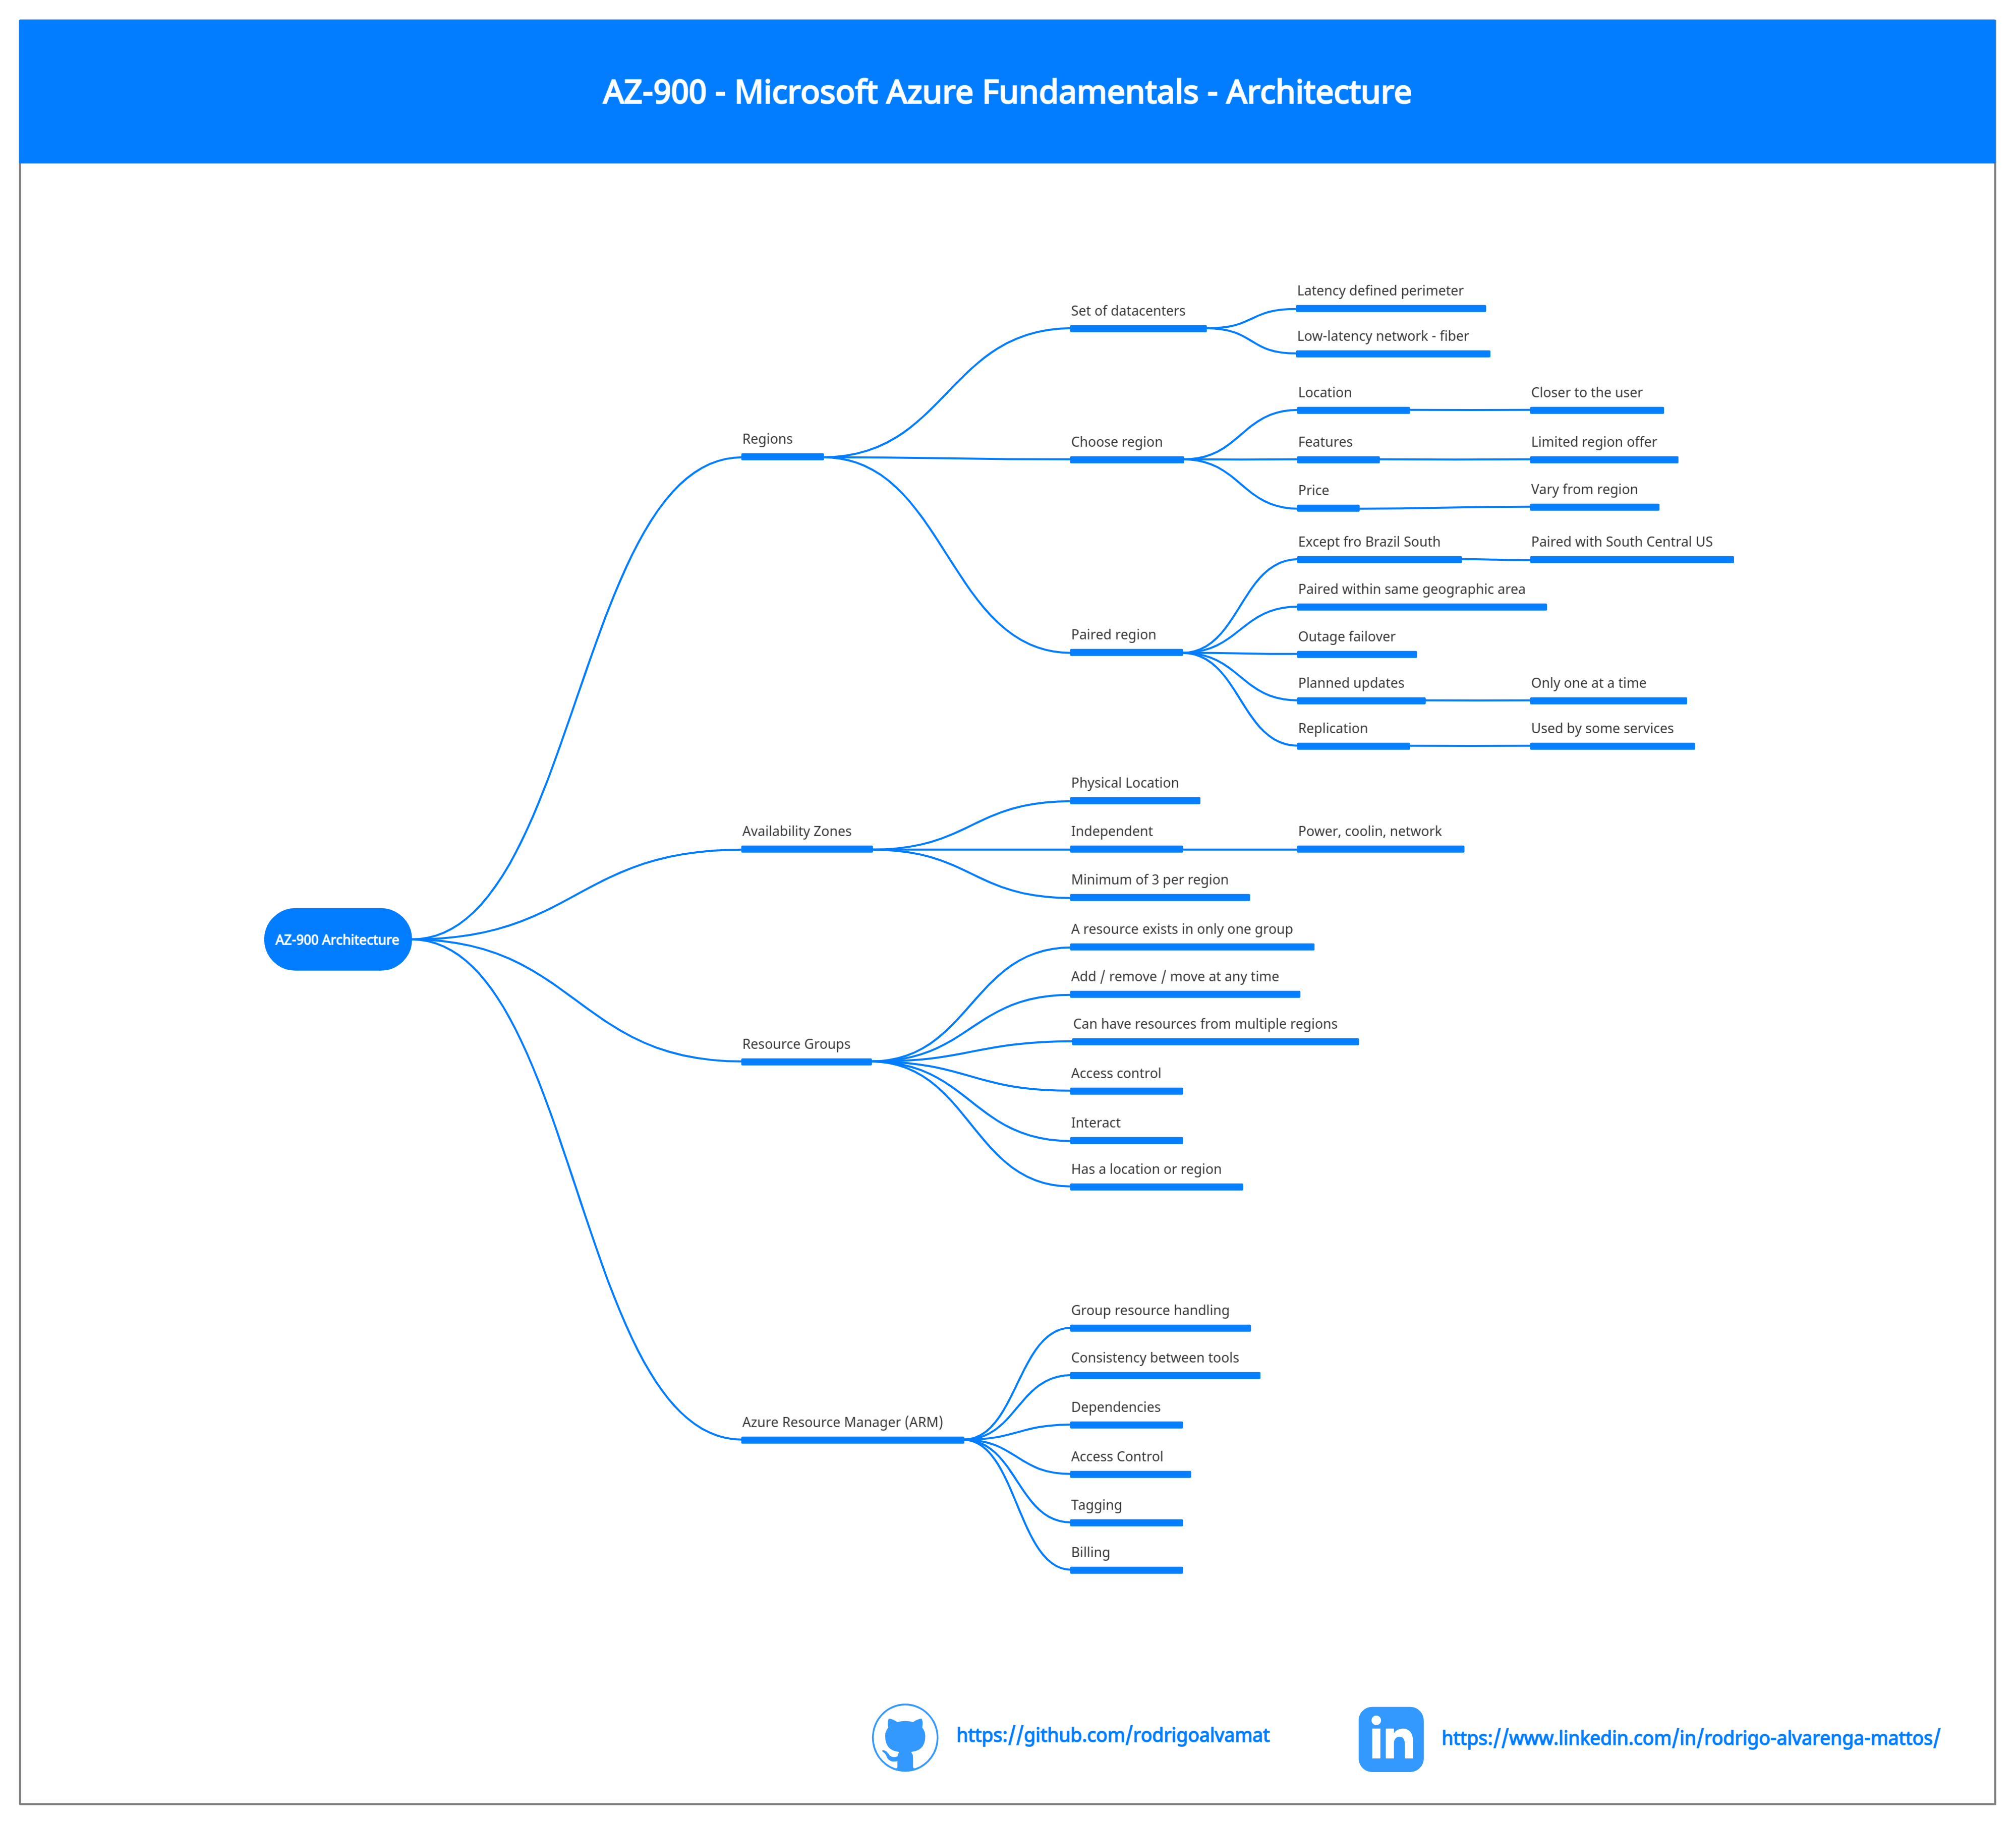 AZ-900 - Microsoft Azure Fundamentals - Architecture
AZ-900 Architecture
Regions
Set of datacenters
Latency defined perimeter
Low-latency network - fiber
Choose region
Location
Closer to the user
Features
Limited region offer
Price
Vary from region
Paired region
Except fro Brazil South
Paired with South Central US
Paired within same geographic area
Outage failover
Planned updates
Only one at a time
Replication
Used by some services
Availability Zones
Physical Location
Independent
Power, coolin, network
Minimum of 3 per region
Resource Groups
A resource exists in only one group
Add / remove / move at any time
Can have resources from multiple regions
Access control
Interact
Has a location or region
Azure Resource Manager (ARM)
Group resource handling
Consistency between tools
Dependencies
Access Control
Tagging
Billing
https://github.com/rodrigoalvamat
in
https://www.linkedin.com/in/rodrigo-alvarenga-mattos/